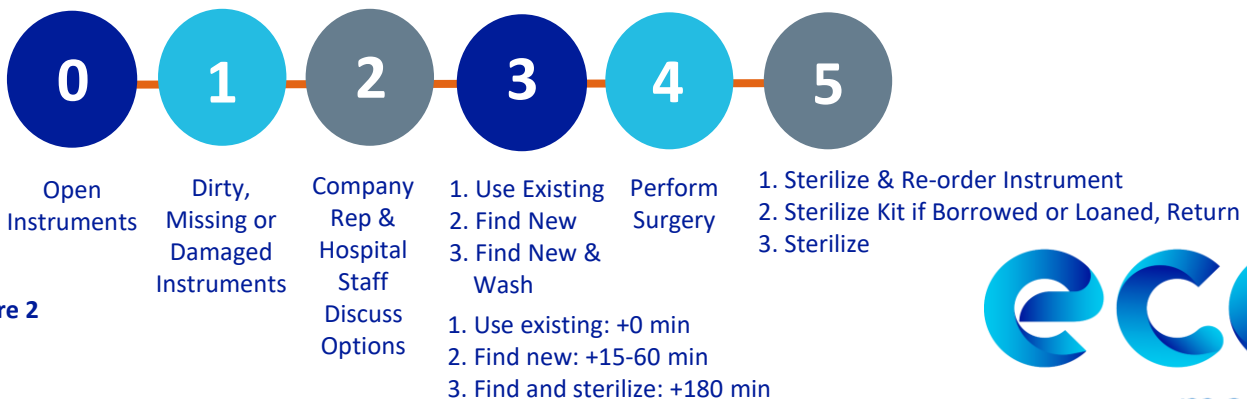 0
1
2
3
4
5
Open
Instruments
Dirty,
Missing or
Damaged
Instruments
Company
Rep &
Hospital
Staff
Discuss
Options
1. Use Existing
2. Find New
3. Find New &
Wash
1. Use existing: +0 min
2. Find new: +15-60 min
3. Find and sterilize: +180 min
Perform
Surgery
1. Sterilize & Re-order Instrument
2. Sterilize Kit if Borrowed or Loaned, Return
3. Sterilize
re 2
ec